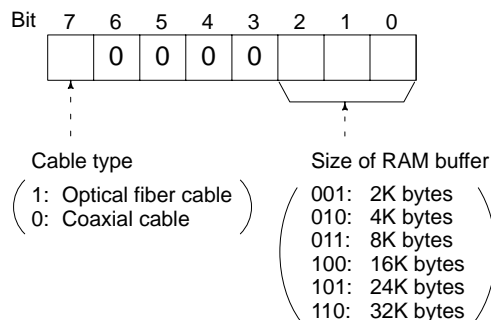 Bit 7 6 5 4 3 2 1 0
0 0 0 0
Cable type
1: Optical fiber cable
0: Coaxial cable
Size of RAM buffer
001: 2K bytes
010: 4K bytes
011: 8K bytes
100: 16K bytes
101: 24K bytes
110: 32K bytes